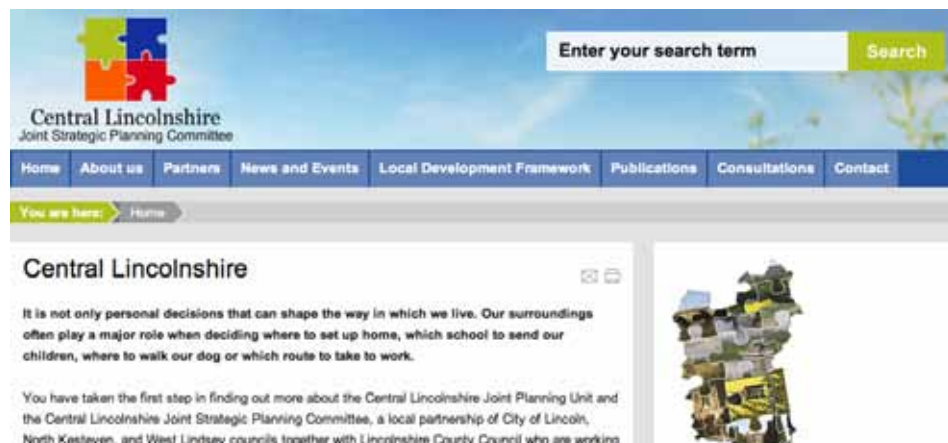 Enter your search term
Search
Central Lincolnshire
Joint Strategic Planning Committee
Home About us Partners News and Events Local Development Framework Publications Consultations Contact
You are here: Home
Central Lincolnshire
It is not only personal decisions that can shape the way in which we live. Our surroundings
often play a major role when deciding where to set up home, which school to send our
children, where to walk our dog or which route to take to work.
You have taken the first step in finding out more about the Central Lincolnshire Joint Planning Unit and
the Central Lincolnshire Joint Strategic Planning Committee, a local partnership of City of Lincoln,
North Kesteven, and West Lindsey councils together with Lincolnshire County Council who are working